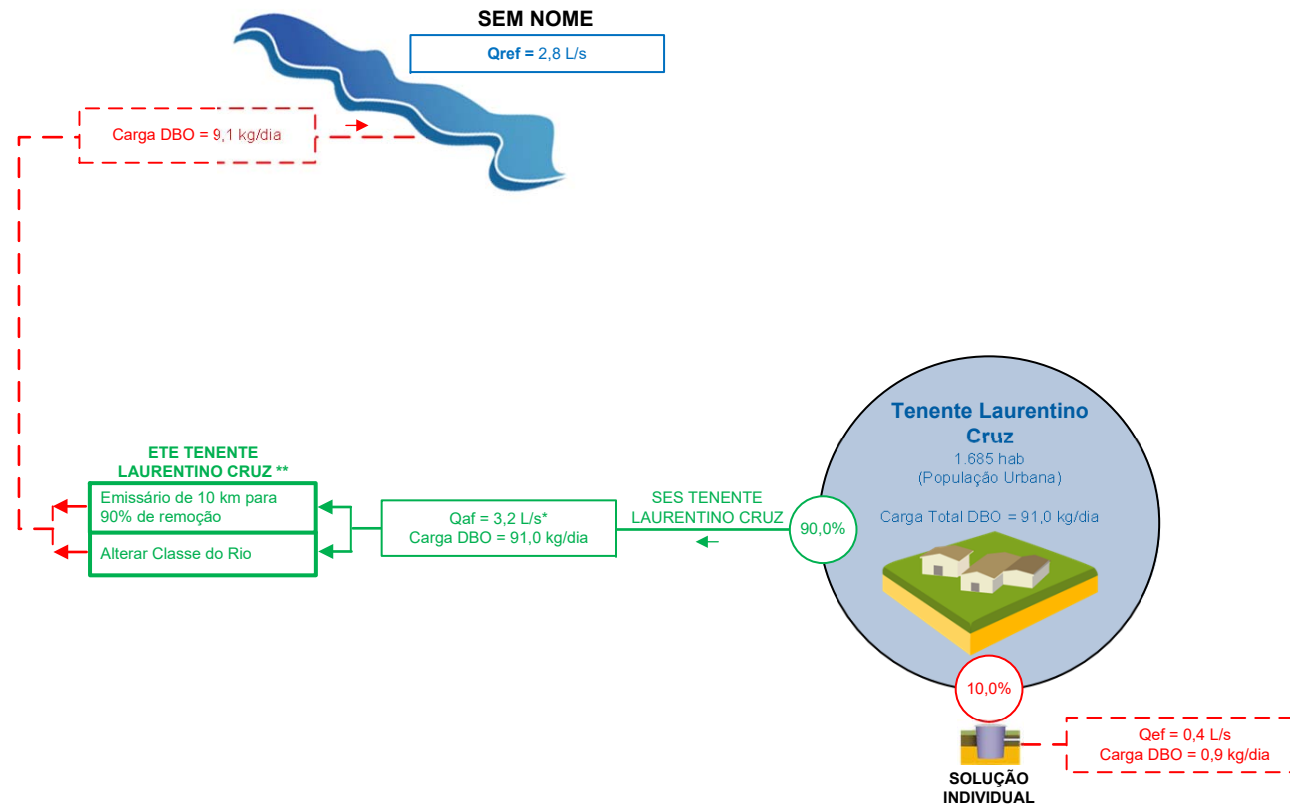 SEM NOME
Qref = 2,8 L/s
Carga DBO = 9,1 kg/dia
Tenente Laurentino
Cruz
1.685 hab
(População Urbana)
Carga Total DBO = 91,0 kg/dia
ETE TENENTE
LAURENTINO CRUZ **
Emissário de 10 km para
90% de remoção
Alterar Classe do Rio
Qaf = 3,2 L/s*
Carga DBO = 91,0 kg/dia
SES TENENTE
LAURENTINO CRUZ
90,0%
10,0%
Qef = 0,4 L/s
Carga DBO = 0,9 kg/dia
SOLUÇÃO
INDIVIDUAL